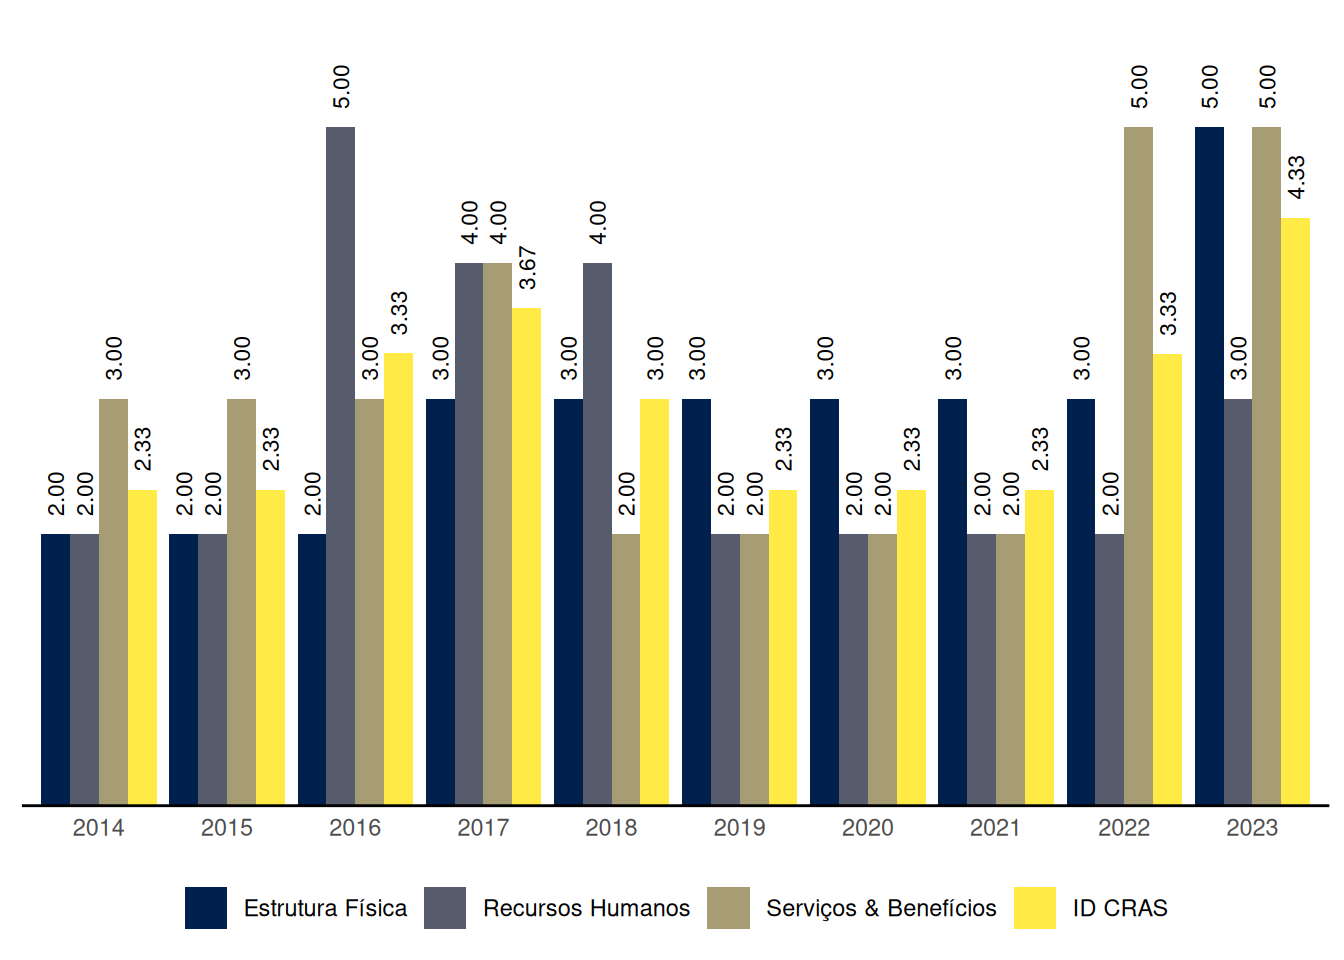 2.00 2.00 3.00 2.33
2.00 2.00 3.00 2.33
2.00 5.00 3.00 3.33
3.00 4.00 4.00 3.67
3.00 4.00 2.00 3.00
3.00 2.00 2.00 2.33
3.00 2.00 2.00 2.33
3.00 2.00 2.00 2.33
3.00 2.00 5.00 3.33
5.00 3.00 5.00 4.33
2014 2015 2016 2017 2018 2019 2020 2021 2022 2023
Estrutura Física Recursos Humanos Serviços & Benefícios ID CRAS